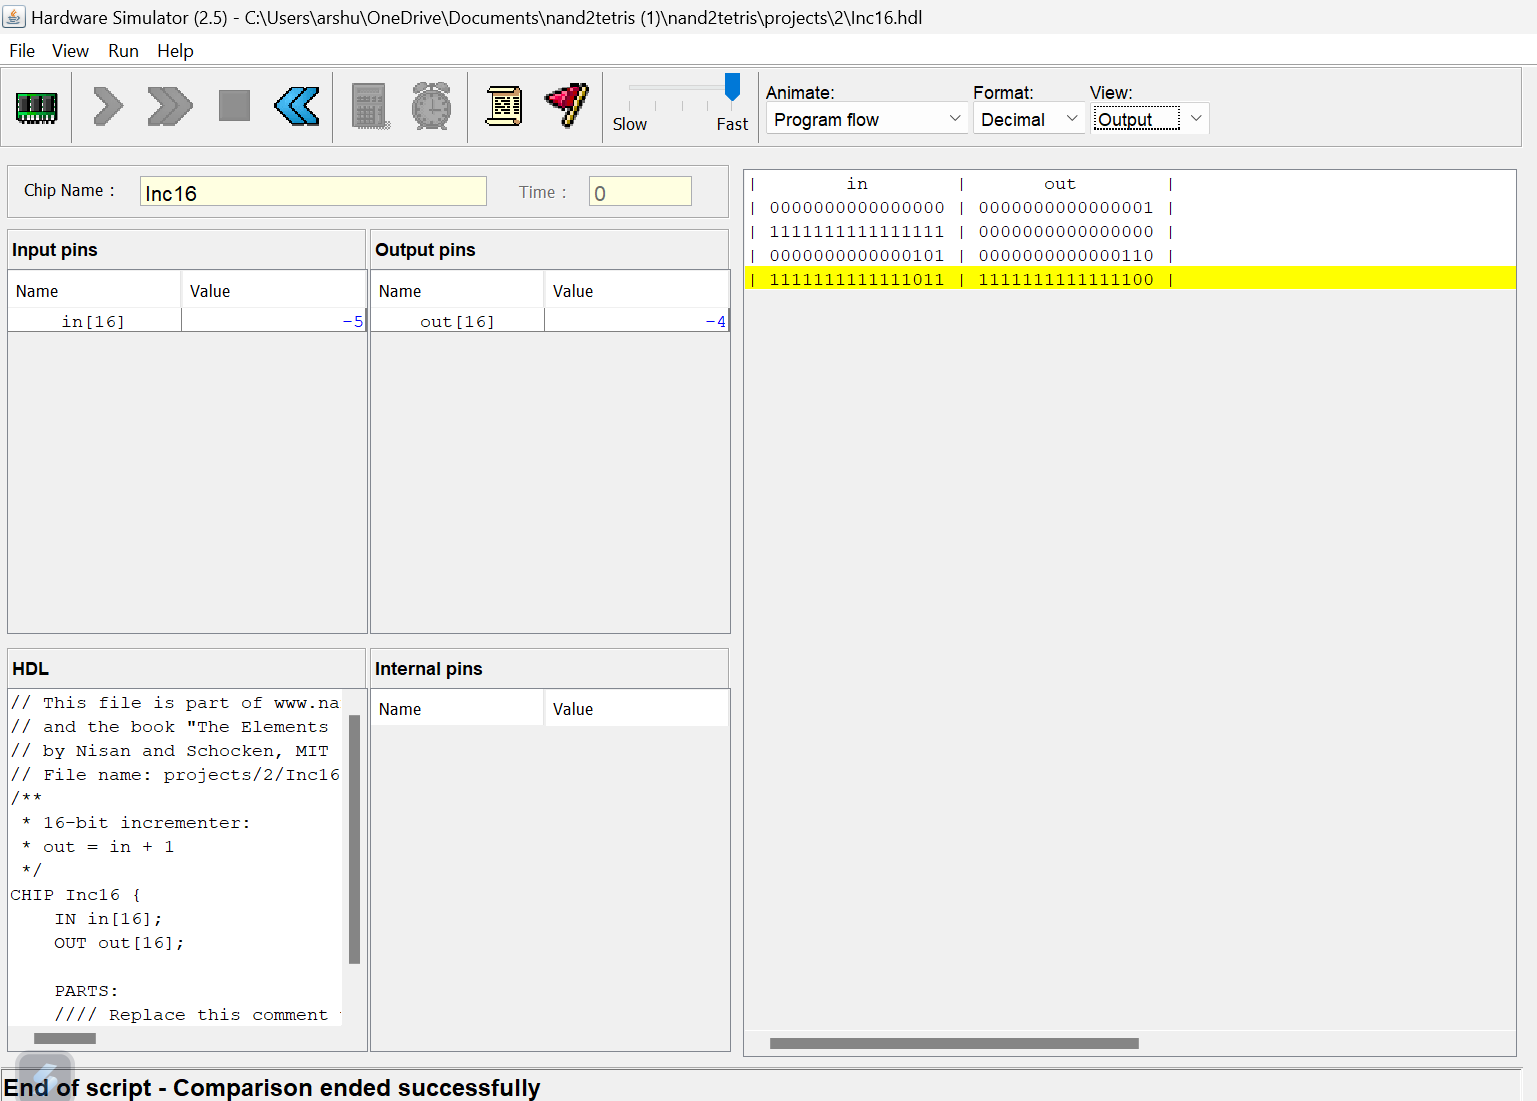 Hardware Simulator (2.5) - C:\Users\arshu\OneDrive\Documents\nand2tetris (1)\nand2tetris\projects\2\Inc16.hdl
File View Run Help
Animate: Format: View:
Slow Fast Program flow Decimal Output
Chip Name : Inc16 Time : 0
Input pins
Name Value
in[16] -5
Output pins
Name Value
out[16] -4
HDL
// This file is part of www.na
// and the book "The Elements
// by Nisan and Schocken, MIT
// File name: projects/2/Inc16
/**
* 16-bit incrementer:
* out = in + 1
*/
CHIP Inc16 {
IN in[16];
OUT out[16];
PARTS:
//// Replace this comment
Internal pins
Name Value
| in | out |
| 0000000000000000 | 0000000000000001 |
| 1111111111111111 | 0000000000000000 |
| 0000000000000101 | 0000000000000110 |
| 1111111111111011 | 1111111111111100 |
End of script - Comparison ended successfully